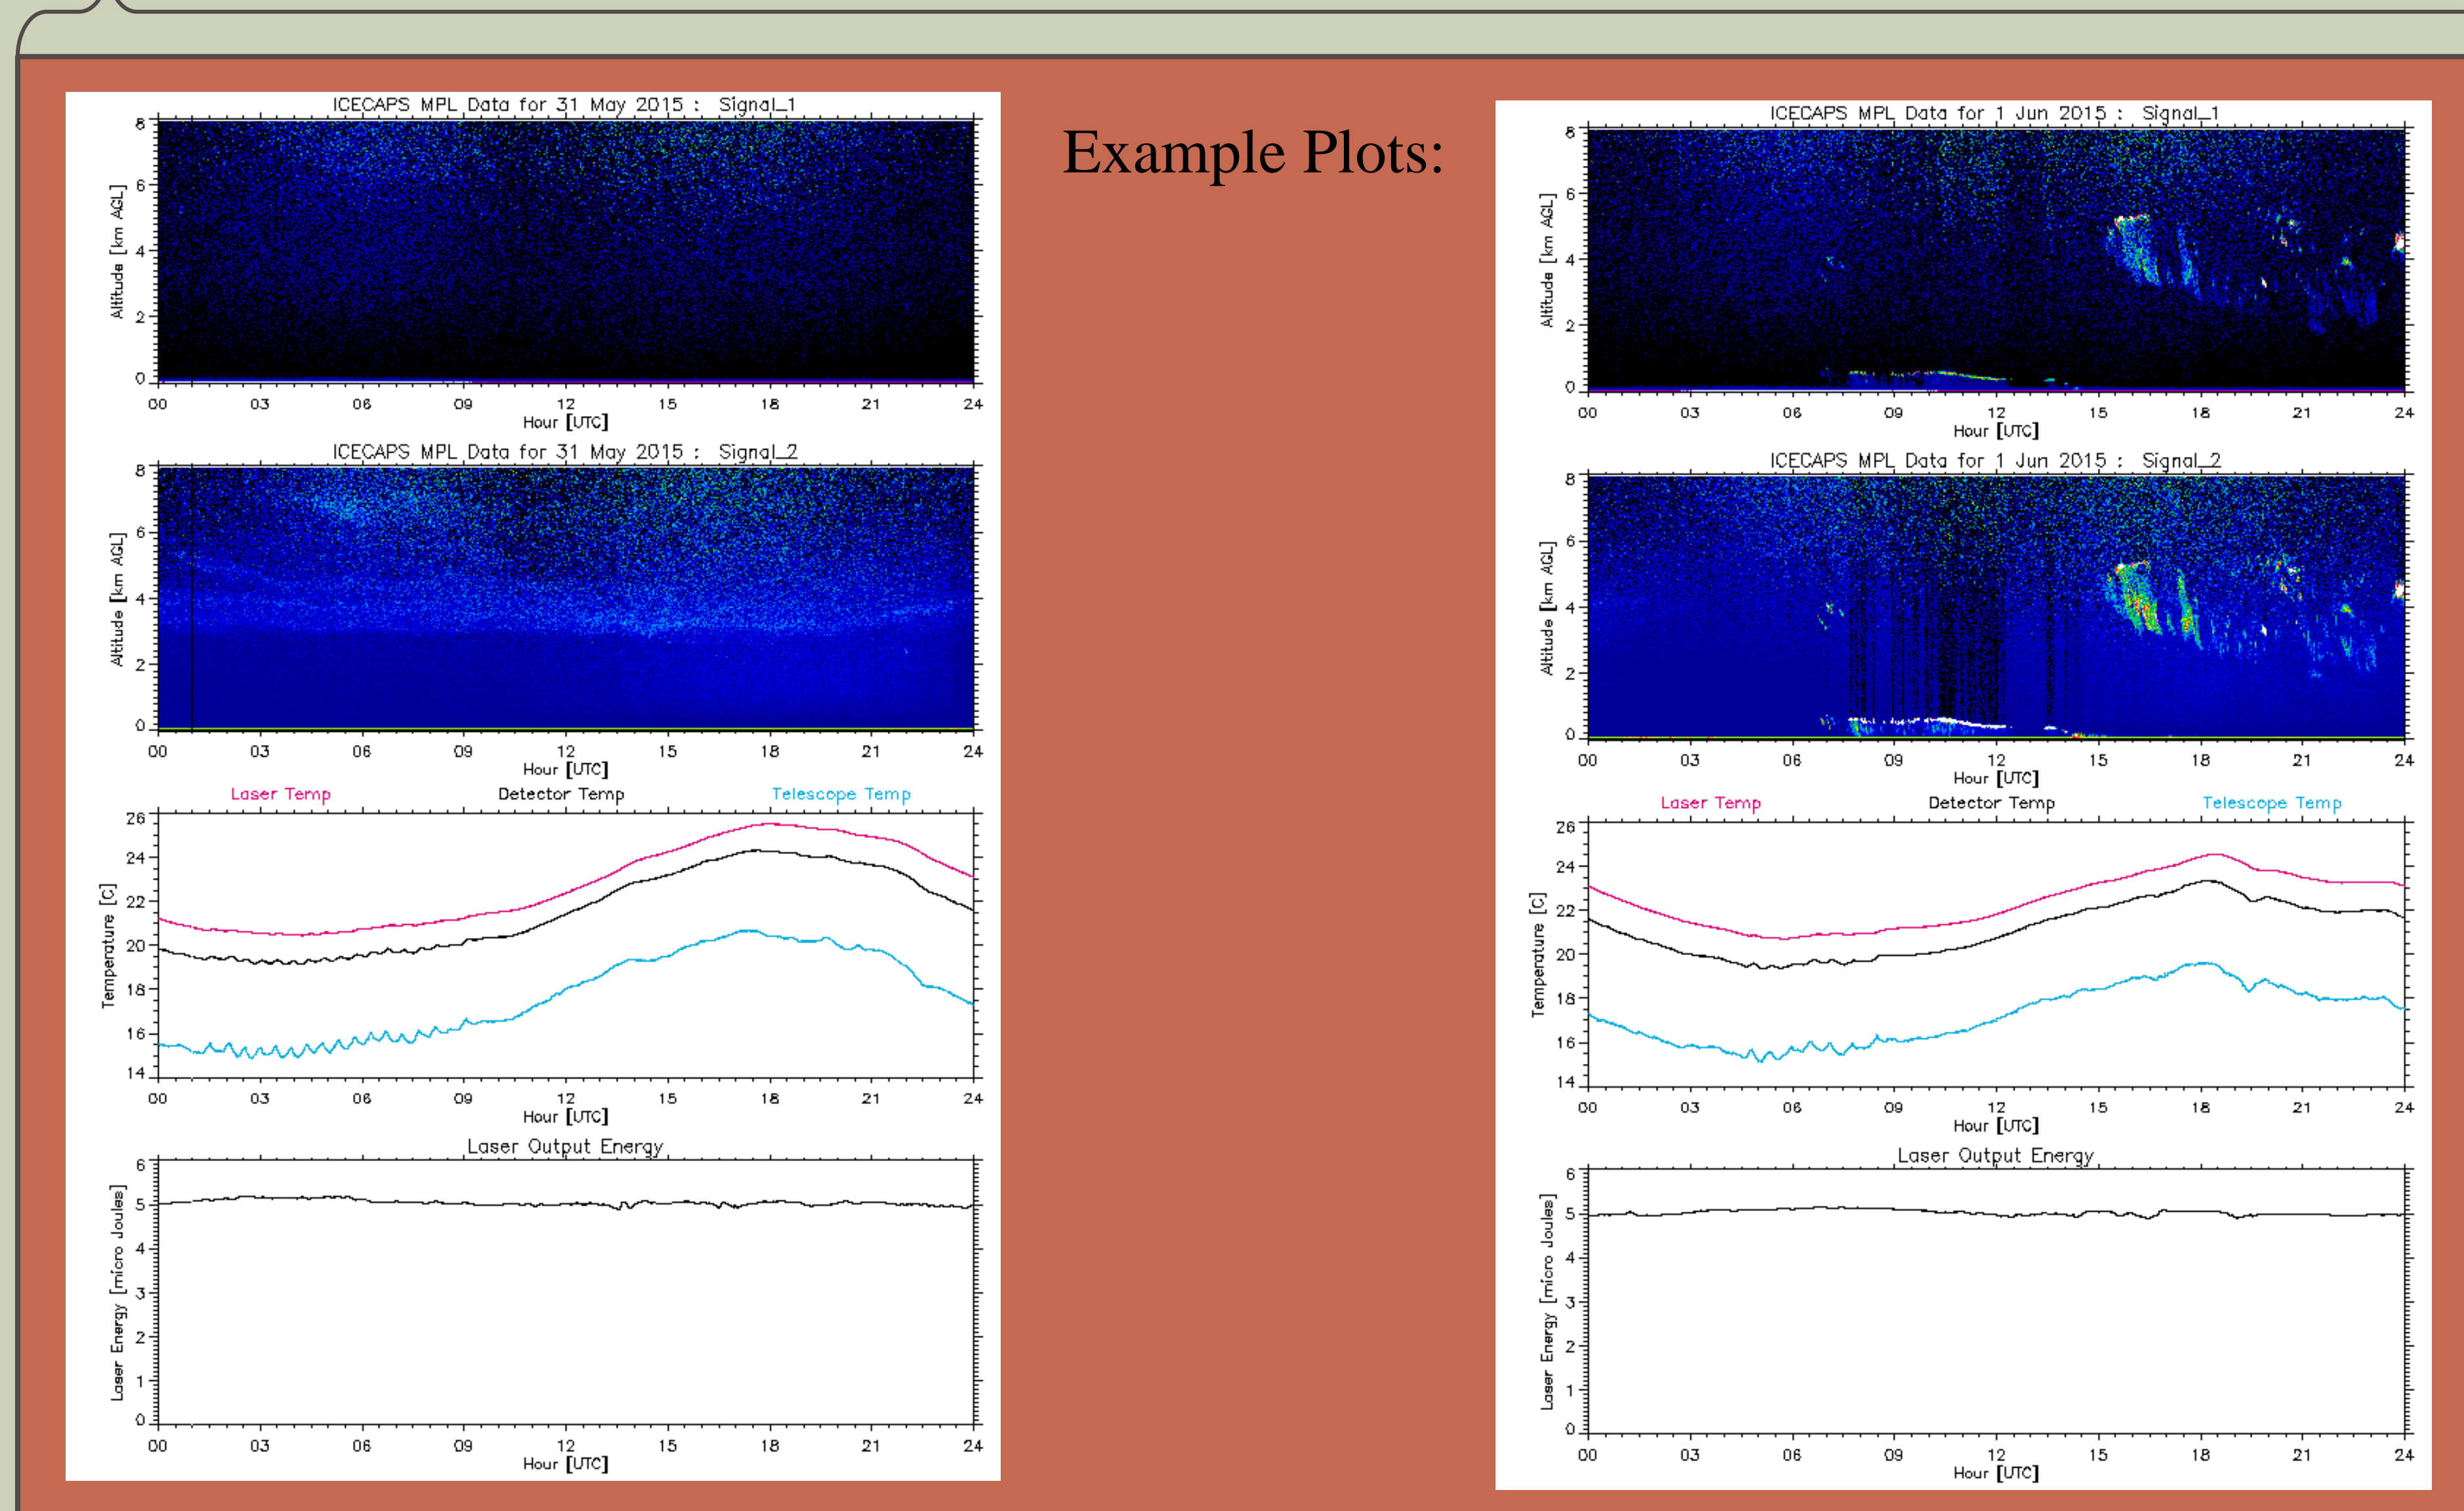 Example Plots:
ICECAPS MPL Data for 31 May 2015 : Signal_1
8
6
4
2
0
Altitude [km AGL]
00 03 06 09 12 15 18 21 24
Hour [UTC]
ICECAPS MPL Data for 31 May 2015 : Signal_2
8
6
4
2
0
Altitude [km AGL]
00 03 06 09 12 15 18 21 24
Hour [UTC]
Laser Temp Detector Temp Telescope Temp
26
24
22
20
18
16
14
Temperature [C]
00 03 06 09 12 15 18 21 24
Hour [UTC]
Laser Output Energy
6
5
4
3
2
1
0
Laser Energy [micro Joules]
00 03 06 09 12 15 18 21 24
Hour [UTC]
ICECAPS MPL Data for 1 Jun 2015 : Signal_1
8
6
4
2
0
Altitude [km AGL]
00 03 06 09 12 15 18 21 24
Hour [UTC]
ICECAPS MPL Data for 1 Jun 2015 : Signal_2
8
6
4
2
0
Altitude [km AGL]
00 03 06 09 12 15 18 21 24
Hour [UTC]
Laser Temp Detector Temp Telescope Temp
26
24
22
20
18
16
14
Temperature [C]
00 03 06 09 12 15 18 21 24
Hour [UTC]
Laser Output Energy
6
5
4
3
2
1
0
Laser Energy [micro Joules]
00 03 06 09 12 15 18 21 24
Hour [UTC]